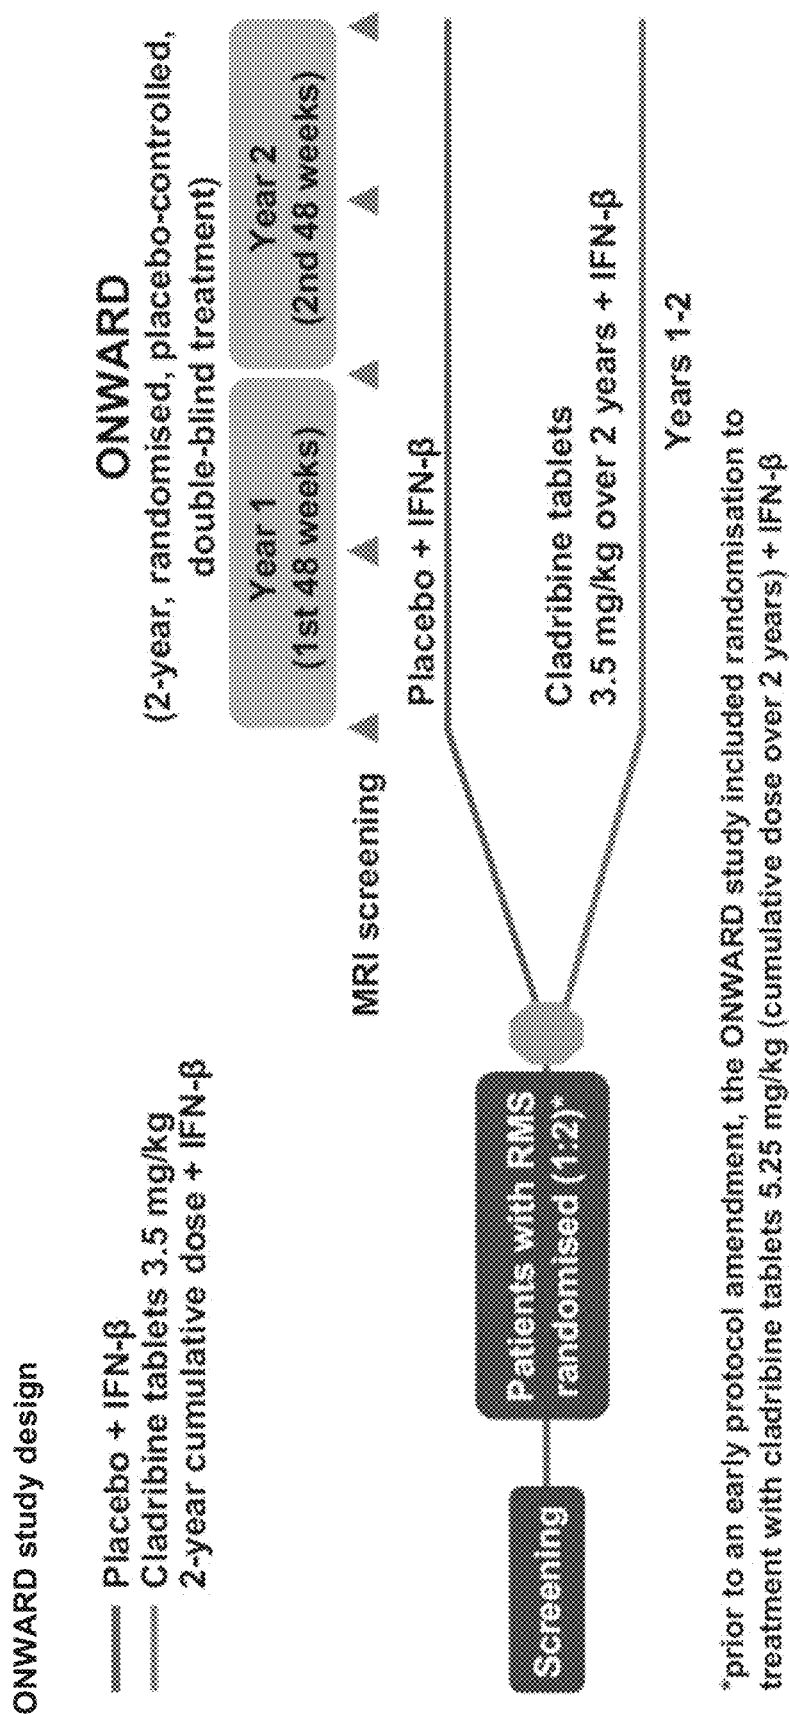 ONWARD study design
Placebo + IFN-β
Cladribine tablets 3.5 mg/kg
2-year cumulative dose + IFN-β
ONWARD
(2-year, randomised, placebo-controlled,
double-blind treatment)
Year 1
(1st 48 weeks)
Year 2
(2nd 48 weeks)
MRI screening
Placebo + IFN-β
Screening
Patients with RMS
randomised (1:2)*
Cladribine tablets
3.5 mg/kg over 2 years + IFN-β
Years 1-2
*prior to an early protocol amendment, the ONWARD study included randomisation to
treatment with cladribine tablets 5.25 mg/kg (cumulative dose over 2 years) + IFN-β